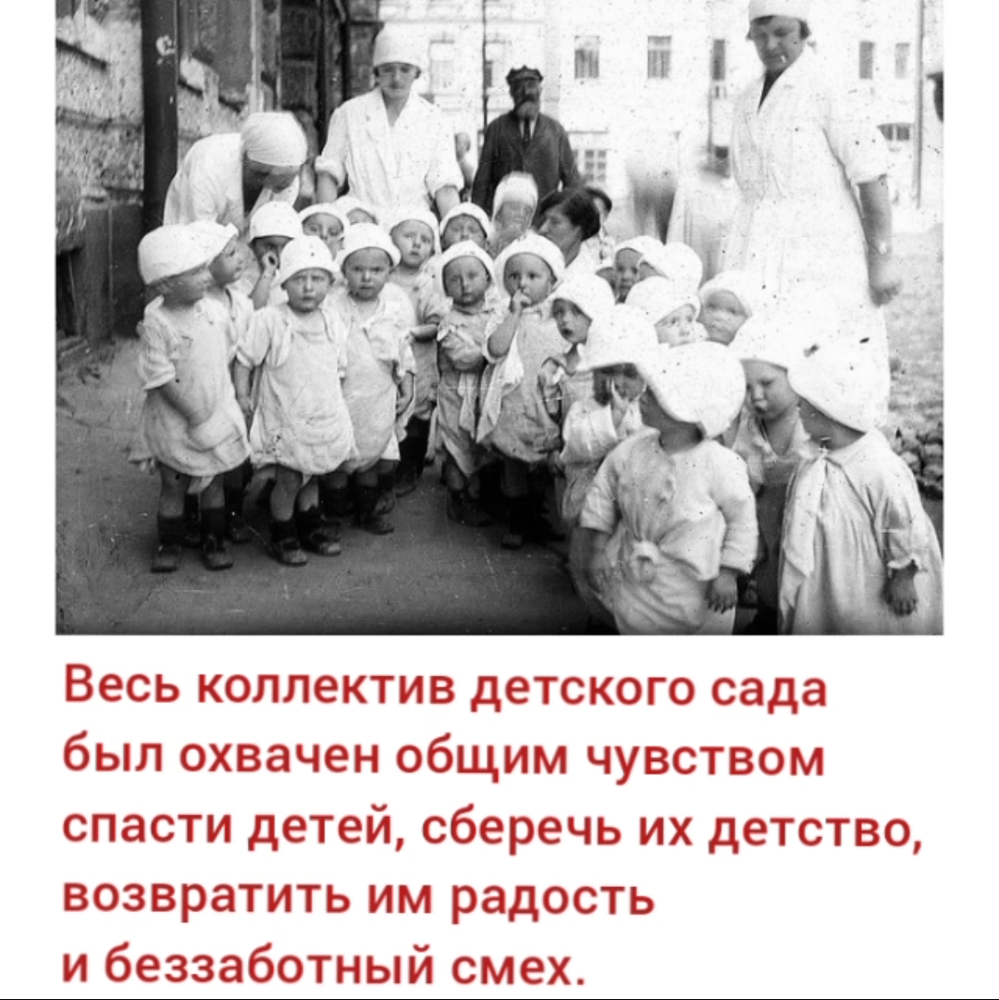 Весь коллектив детского сада
был охвачен общим чувством
спасти детей, сберечь их детство,
возвратить им радость
и беззаботный смех.